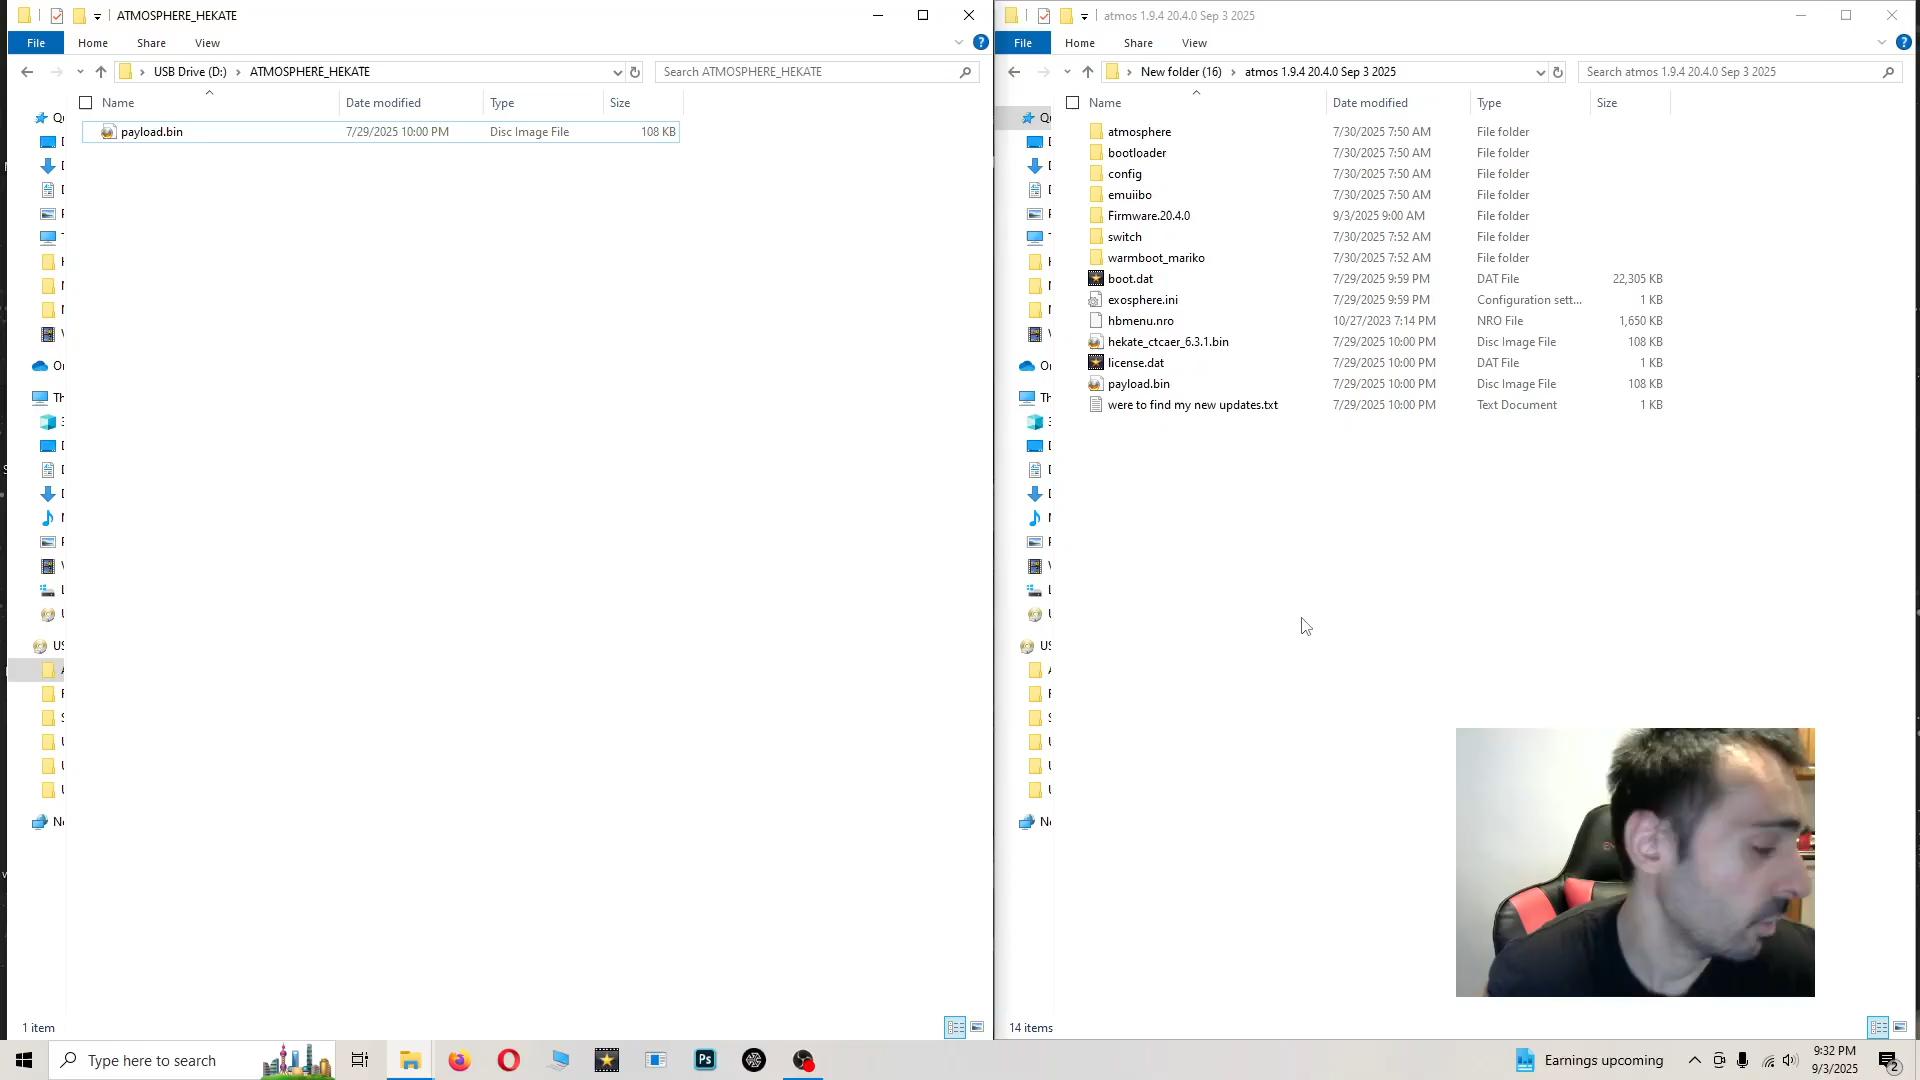 ATMOSPHERE_HEKATE
File Home Share View
USB Drive (D:) ATMOSPHERE_HEKATE Search ATMOSPHERE_HEKATE
Name Date modified Type Size
payload.bin 7/29/2025 10:00 PM Disc Image File 108 KB
1 item
atmos 1.9.4 20.4.0 Sep 3 2025
File Home Share View
New folder (16) atmos 1.9.4 20.4.0 Sep 3 2025 Search atmos 1.9.4 20.4.0 Sep 3 2025
Name Date modified Type Size
atmosphere 7/30/2025 7:50 AM File folder
bootloader 7/30/2025 7:50 AM File folder
config 7/30/2025 7:50 AM File folder
emuiibo 7/30/2025 7:50 AM File folder
Firmware.20.4.0 9/3/2025 9:00 AM File folder
switch 7/30/2025 7:52 AM File folder
warmboot_mariko 7/30/2025 7:52 AM File folder
boot.dat 7/29/2025 9:59 PM DAT File 22,305 KB
exosphere.ini 7/29/2025 9:59 PM Configuration sett... 1 KB
hbmenu.nro 10/27/2023 7:14 PM NRO File 1,650 KB
hekate_ctcaer_6.3.1.bin 7/29/2025 10:00 PM Disc Image File 108 KB
license.dat 7/29/2025 10:00 PM DAT File 1 KB
payload.bin 7/29/2025 10:00 PM Disc Image File 108 KB
were to find my new updates.txt 7/29/2025 10:00 PM Text Document 1 KB
14 items
Type here to search
Ps
Earnings upcoming
9:32 PM
9/3/2025
2